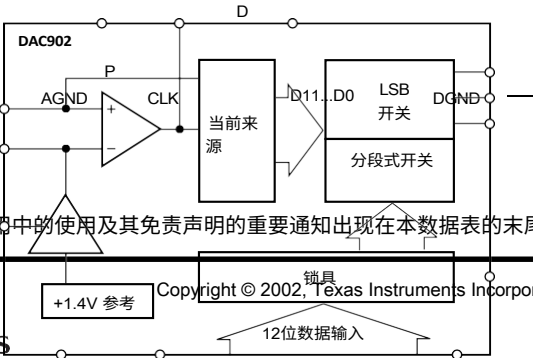 D
DAC902
P
AGND
CLK
+
−
当前来
源
D11...D0
LSB
开关
DGND
分段式开关
中的使用及其免责声明的重要通知出现在本数据表的末尾
锁具
+1.4V 参考
Copyright © 2002, Texas Instruments Incorpor
12位数据输入
S